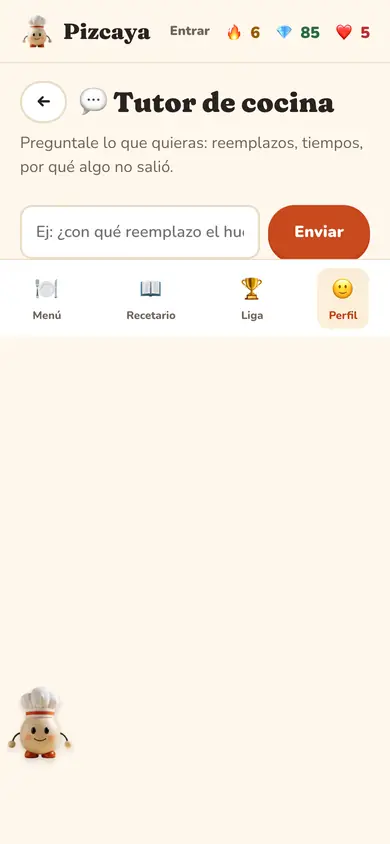 Pizcaya Entrar 🔥 6 💎 85 ❤️ 5
← 💬 Tutor de cocina
Preguntale lo que quieras: reemplazos, tiempos,
por qué algo no salió.
Ej: ¿con qué reemplazo el hue
Enviar
Menú Recetario Liga Perfil